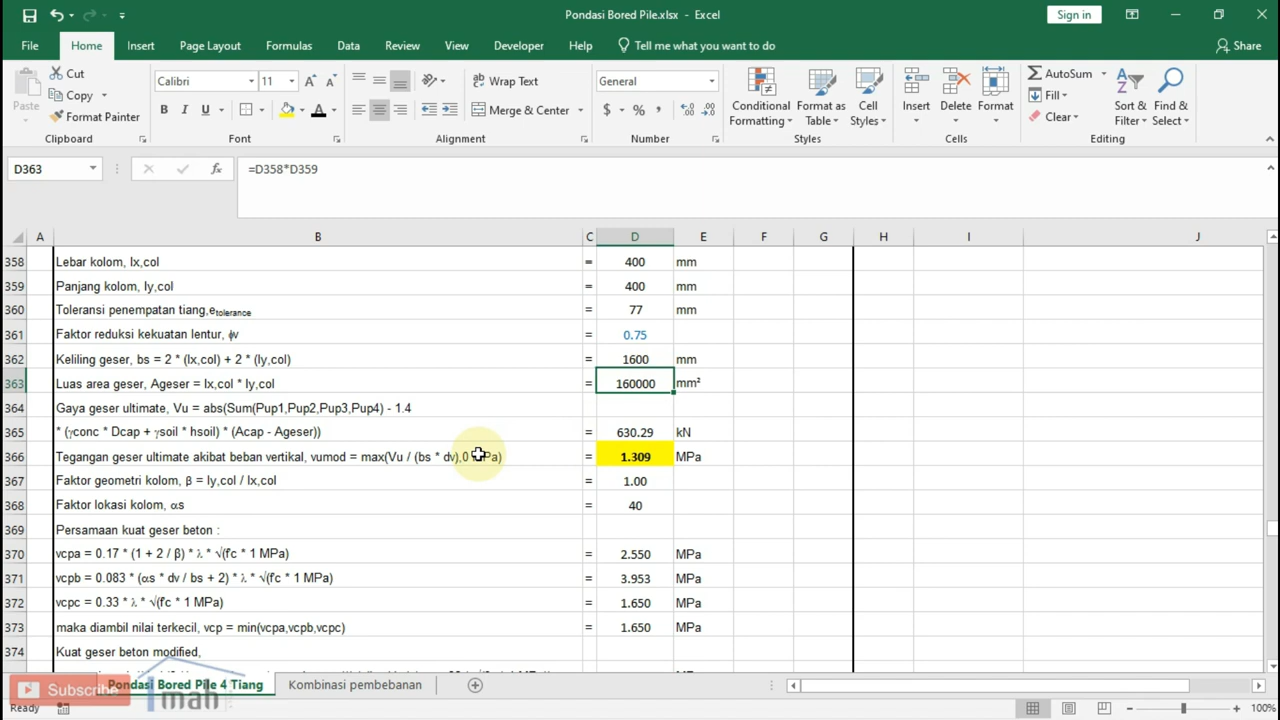 Pondasi Bored Pile.xlsx - Excel
Sign in
File Home Insert Page Layout Formulas Data Review View Developer Help Tell me what you want to do Share
Paste
Cut
Copy
Format Painter
Clipboard
Calibri 11
B I U
Font
Wrap Text
Merge & Center
Alignment
General
$ % ,
Number
Conditional Formatting
Format as Table
Cell Styles
Styles
Insert Delete Format
Cells
AutoSum
Fill
Clear
Sort & Filter
Find & Select
Editing
D363 fx =D358*D359
A B C D E F G H I J
358 Lebar kolom, lx,col = 400 mm
359 Panjang kolom, ly,col = 400 mm
360 Toleransi penempatan tiang,etolerance = 77 mm
361 Faktor reduksi kekuatan lentur, ϕv = 0.75
362 Keliling geser, bs = 2 * (lx,col) + 2 * (ly,col) = 1600 mm
363 Luas area geser, Ageser = lx,col * ly,col = 160000 mm²
364 Gaya geser ultimate, Vu = abs(Sum(Pup1,Pup2,Pup3,Pup4) - 1.4
365 * (γconc * Dcap + γsoil * hsoil) * (Acap - Ageser)) = 630.29 kN
366 Tegangan geser ultimate akibat beban vertikal, vumod = max(Vu / (bs * dv),0 MPa) = 1.309 MPa
367 Faktor geometri kolom, β = ly,col / lx,col = 1.00
368 Faktor lokasi kolom, αs = 40
369 Persamaan kuat geser beton :
370 vcpa = 0.17 * (1 + 2 / β) * λ * √(fc * 1 MPa) = 2.550 MPa
371 vcpb = 0.083 * (αs * dv / bs + 2) * λ * √(fc * 1 MPa) = 3.953 MPa
372 vcpc = 0.33 * λ * √(fc * 1 MPa) = 1.650 MPa
373 maka diambil nilai terkecil, vcp = min(vcpa,vcpb,vcpc) = 1.650 MPa
374 Kuat geser beton modified,
Subscribe
Imah
Pondasi Bored Pile 4 Tiang Kombinasi pembebanan
Ready 100%